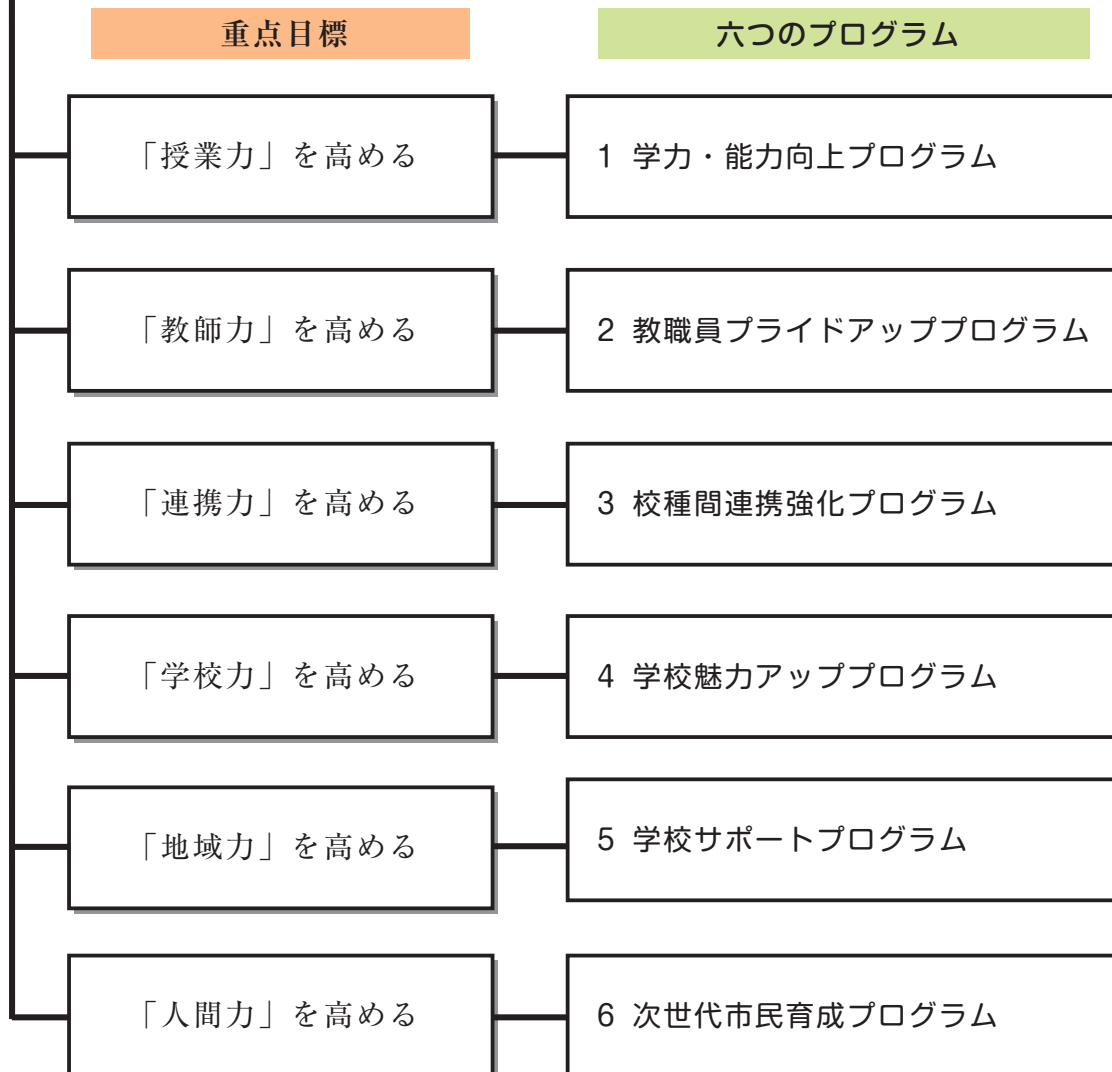 重点目標
六つのプログラム
「授業力」を高める
1 学力・能力向上プログラム
「教師力」を高める
2 教職員プライドアッププログラム
「連携力」を高める
3 校種間連携強化プログラム
「学校力」を高める
4 学校魅力アッププログラム
「地域力」を高める
5 学校サポートプログラム
「人間力」を高める
6 次世代市民育成プログラム